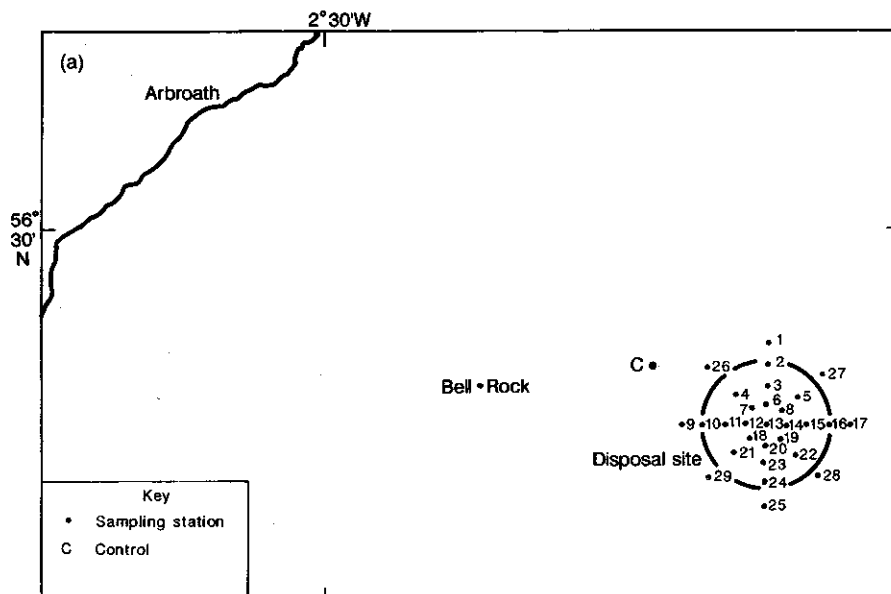 2°30'W
(a)
Arbroath
56°
30'
N
1
C
26
2
27
Bell Rock
3
4
5
6
7
8
9 10 11 12 13 14 15 16 17
18
19
20
Disposal site
21
22
23
29
24
28
25
Key
Sampling station
C Control